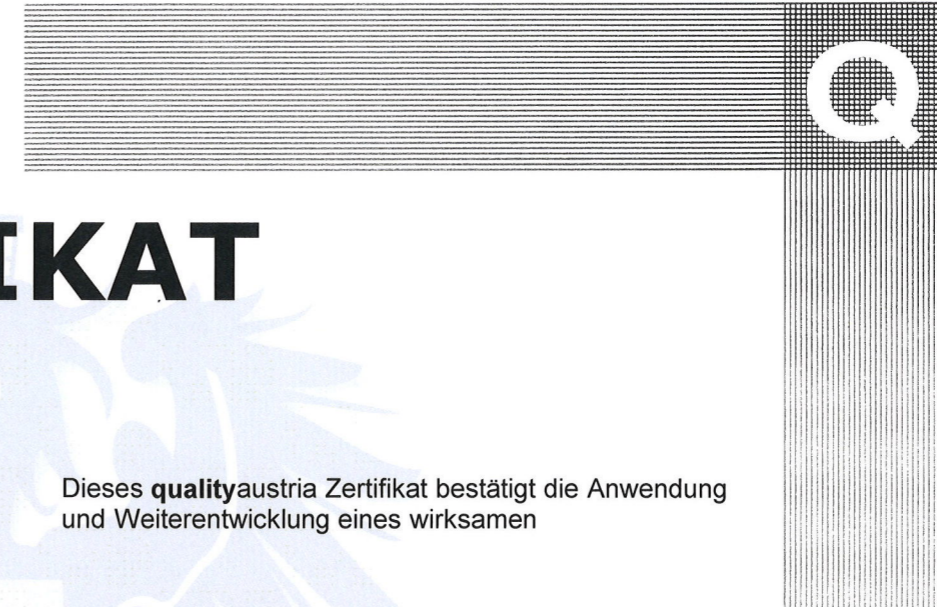 Q
IKAT
Dieses qualityaustria Zertifikat bestätigt die Anwendung
und Weiterentwicklung eines wirksamen